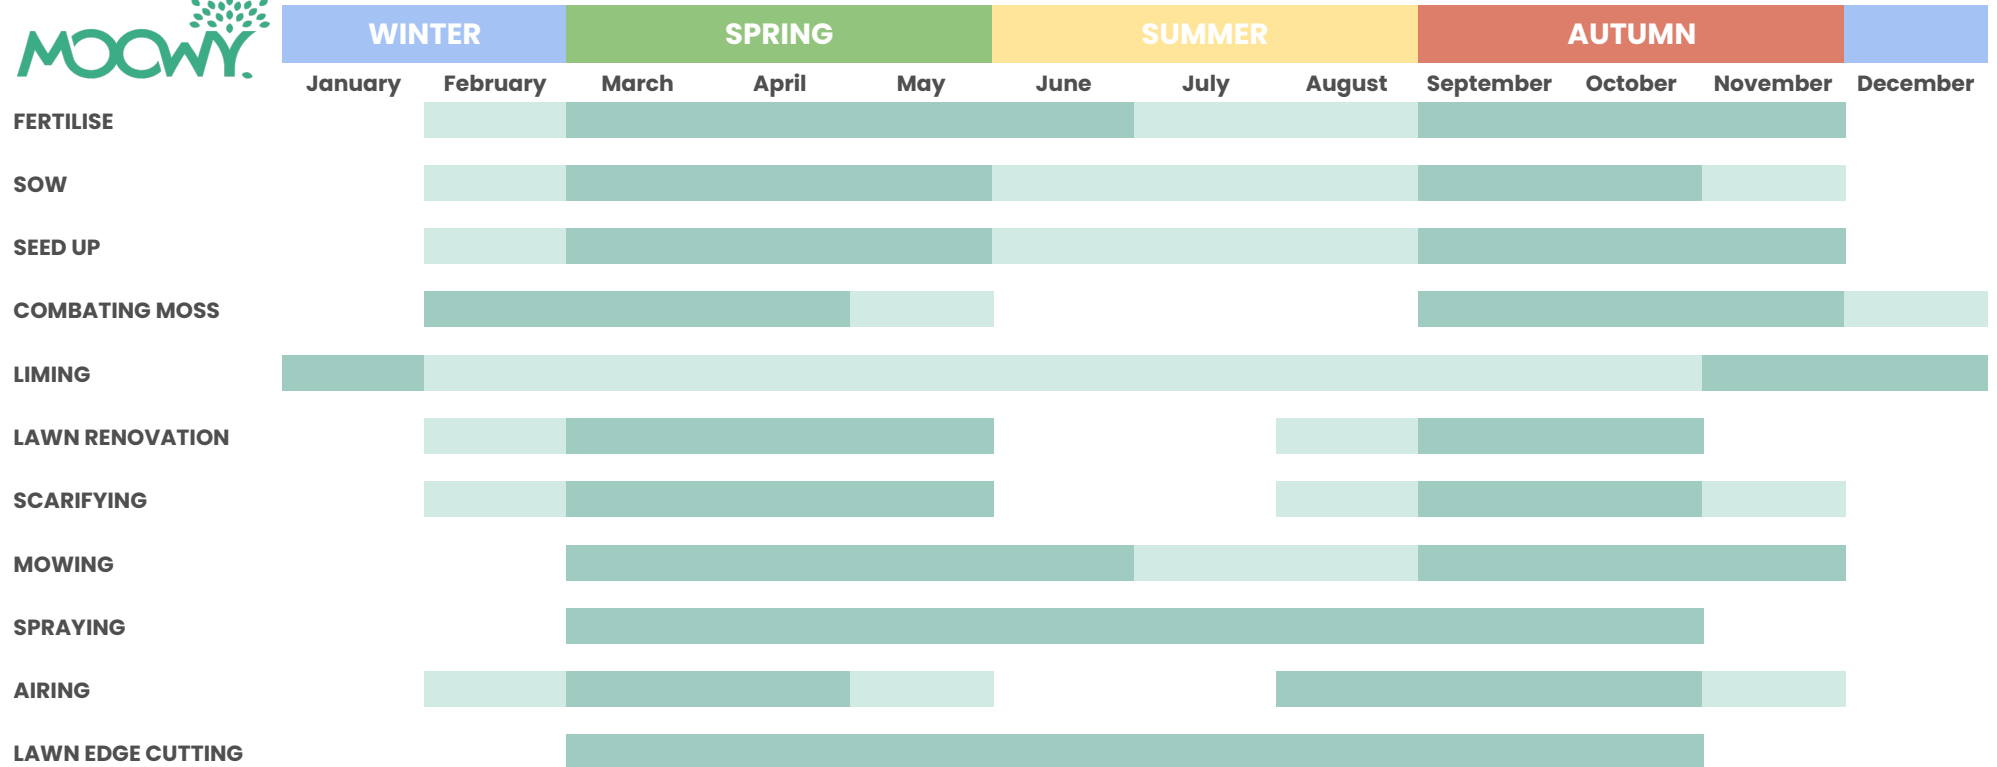 MOOWY
WINTER SPRING SUMMER AUTUMN
January February March April May June July August September October November December
FERTILISE
SOW
SEED UP
COMBATING MOSS
LIMING
LAWN RENOVATION
SCARIFYING
MOWING
SPRAYING
AIRING
LAWN EDGE CUTTING